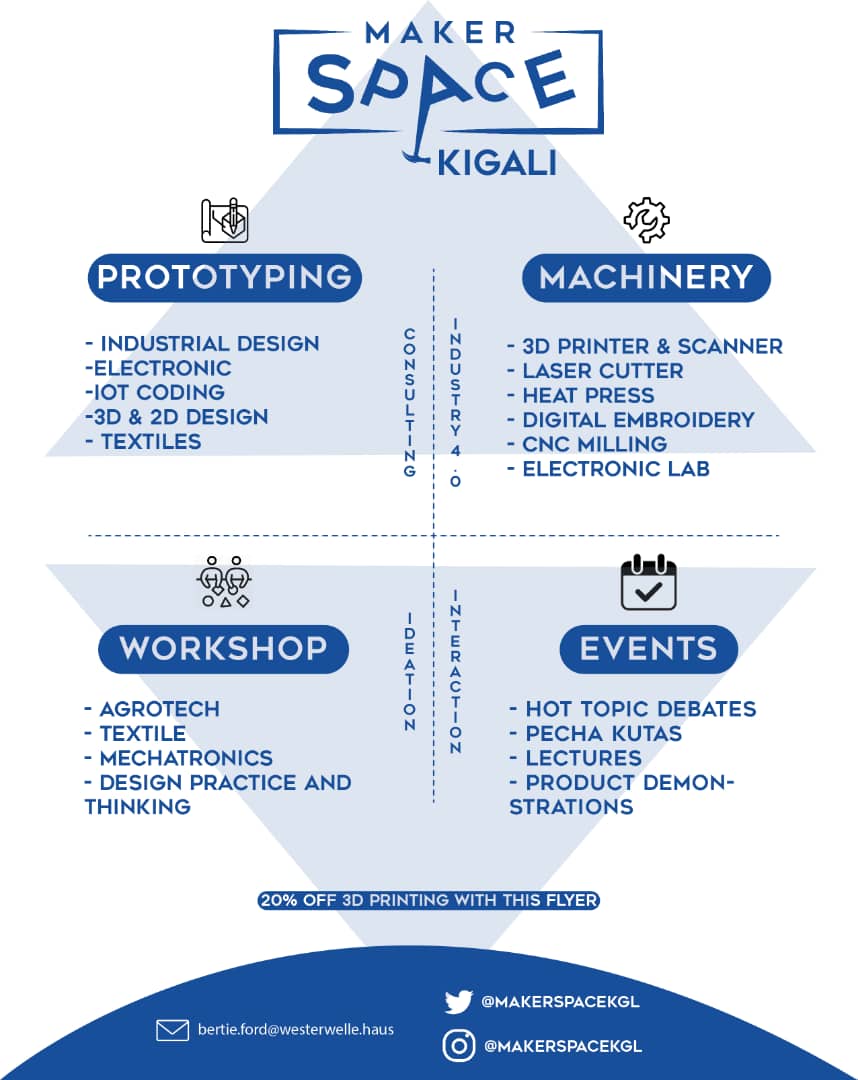 MAKER
SPACE
KIGALI
PROTOTYPING
- INDUSTRIAL DESIGN
-ELECTRONIC
-IOT CODING
-3D & 2D DESIGN
- TEXTILES
CONSULTING
INDUSTRY 4.0
MACHINERY
- 3D PRINTER & SCANNER
- LASER CUTTER
- HEAT PRESS
- DIGITAL EMBROIDERY
- CNC MILLING
- ELECTRONIC LAB
WORKSHOP
- AGROTECH
- TEXTILE
- MECHATRONICS
- DESIGN PRACTICE AND
THINKING
IDEATION
INTERACTION
EVENTS
- HOT TOPIC DEBATES
- PECHA KUTAS
- LECTURES
- PRODUCT DEMON-
STRATIONS
20% OFF 3D PRINTING WITH THIS FLYER
bertie.ford@westerwelle.haus
@MAKERSPACEKGL
@MAKERSPACEKGL